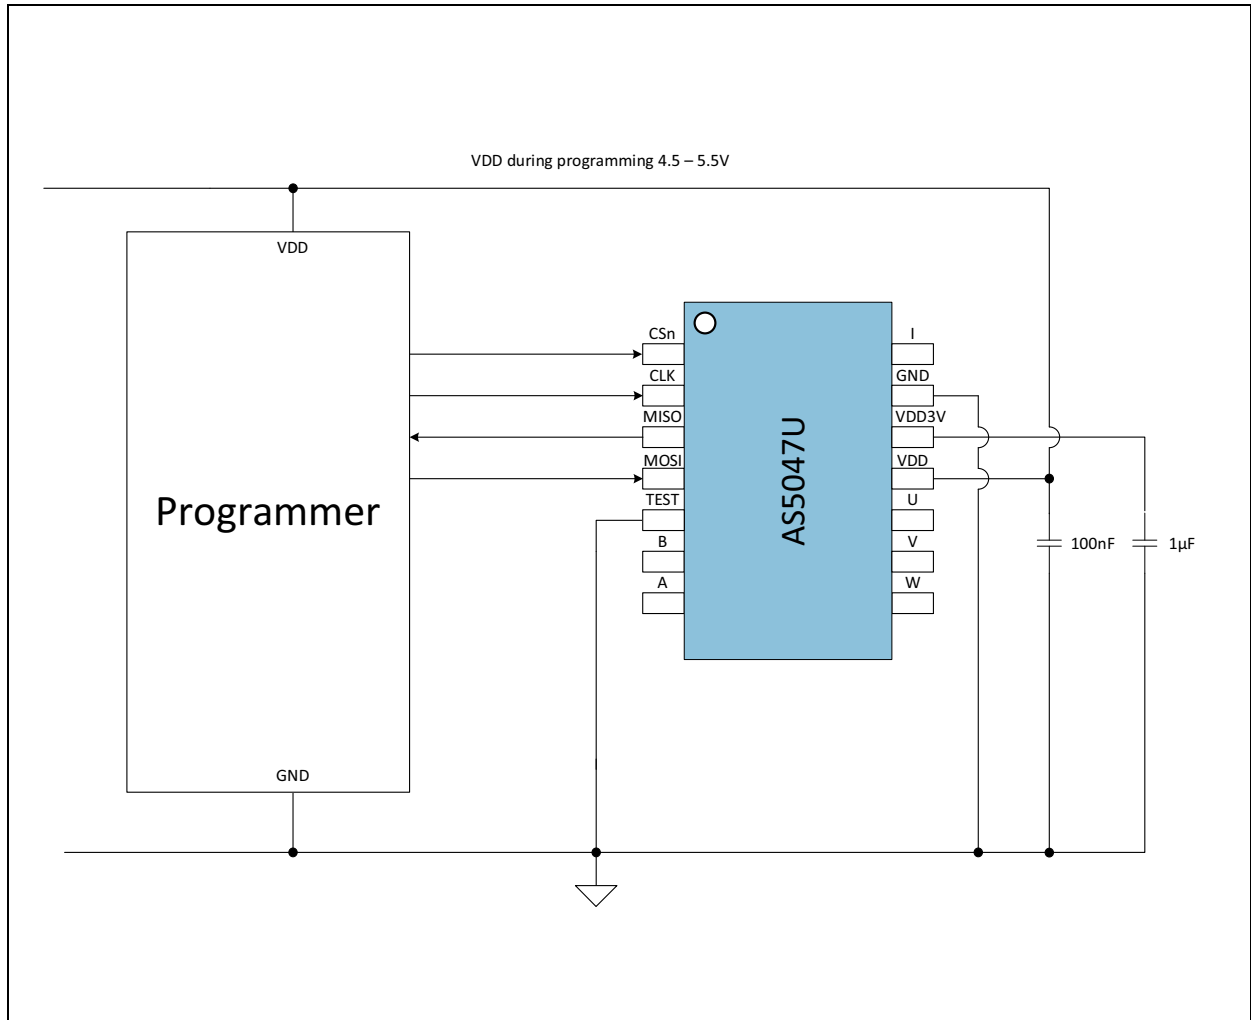 VDD during programming 4.5 – 5.5V
VDD
Programmer
GND
CSn
CLK
MISO
MOSI
TEST
B
A
AS5047U
I
GND
VDD3V
VDD
U
V
W
100nF
1µF